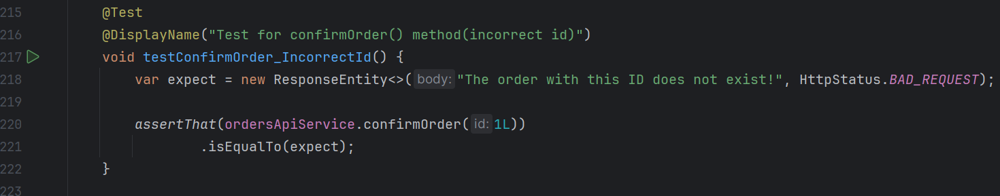 215 @Test
216 @DisplayName("Test for confirmOrder() method(incorrect id)")
217 void testConfirmOrder_IncorrectId() {
218 var expect = new ResponseEntity<>( body: "The order with this ID does not exist!", HttpStatus.BAD_REQUEST);
219
220 assertThat(ordersApiService.confirmOrder( id: 1L))
221 .isEqualTo(expect);
222 }
223